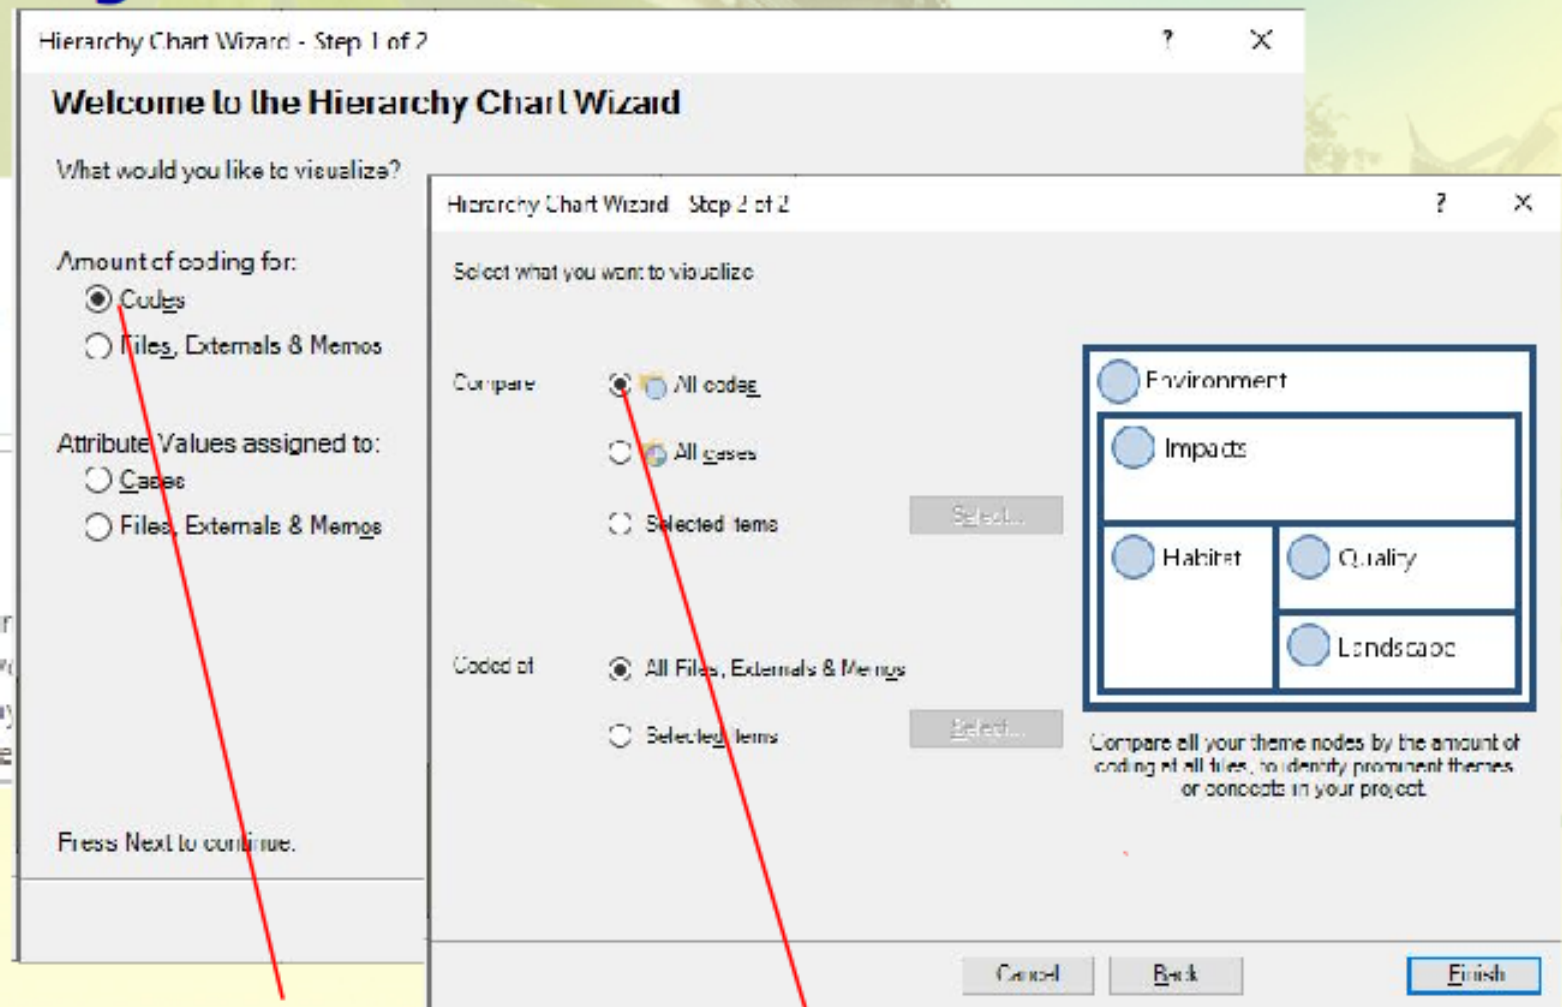 Hierarchy Chart Wizard - Step 1 of 2
?
Welcome to the Hierarchy Chart Wizard
What would you like to visualize?
Amount of coding for:
Codes
Files, Externals & Memos
Attribute Values assigned to:
Cases
Files, Externals & Memos
Press Next to continue.
Hierarchy Chart Wizard - Step 2 of 2
?
Select what you want to visualize
Compare
All codes
All cases
Selected items
Select...
Coded at
All Files, Externals & Memos
Selected items
Select...
Environment
Impacts
Habitat
Quality
Landscape
Compare all your theme nodes by the amount of
coding at all files, to identify prominent themes
or concepts in your project.
Cancel
Back
Finish